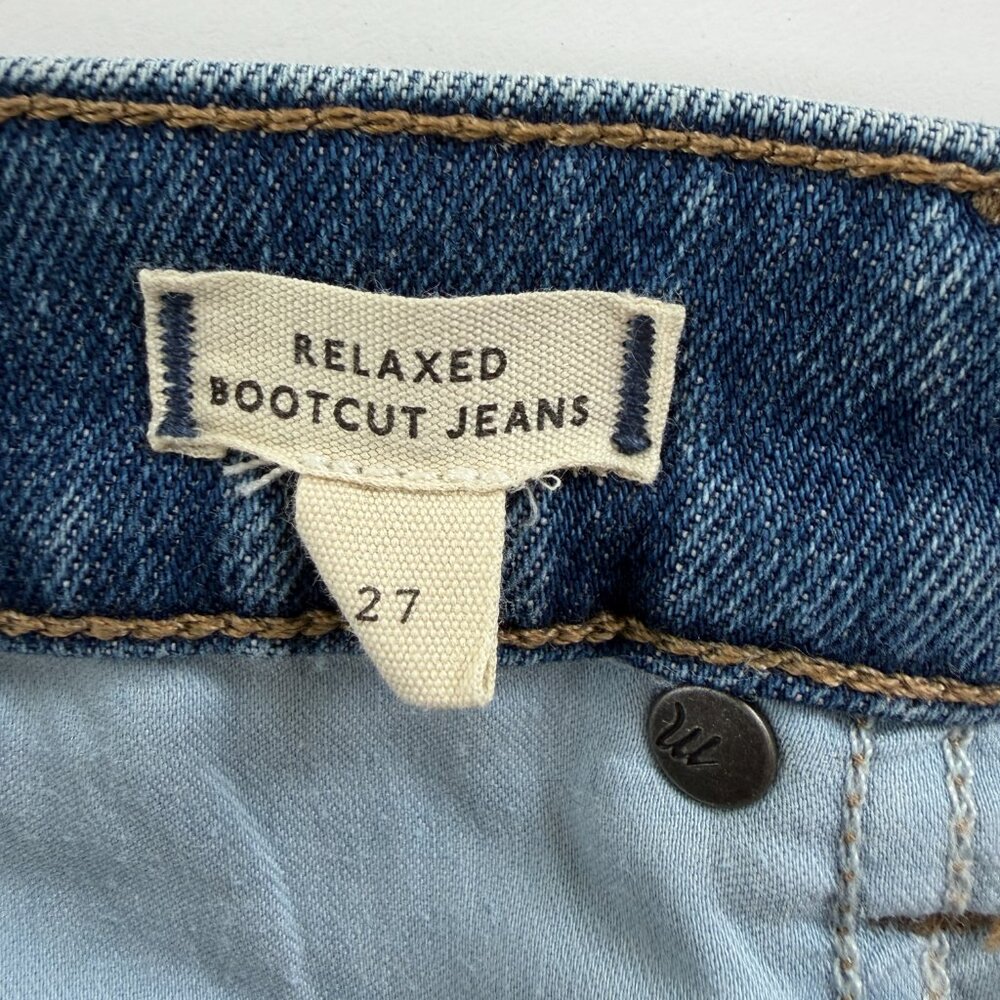 RELAXED
BOOTCUT JEANS
27